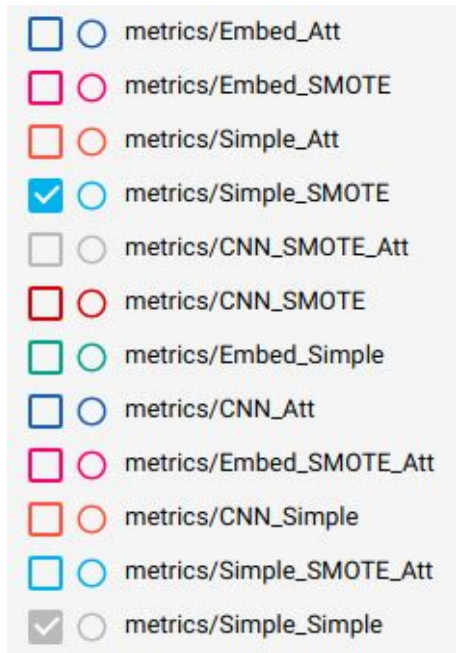 metrics/Embed_Att
metrics/Embed_SMOTE
metrics/Simple_Att
metrics/Simple_SMOTE
metrics/CNN_SMOTE_Att
metrics/CNN_SMOTE
metrics/Embed_Simple
metrics/CNN_Att
metrics/Embed_SMOTE_Att
metrics/CNN_Simple
metrics/Simple_SMOTE_Att
metrics/Simple_Simple